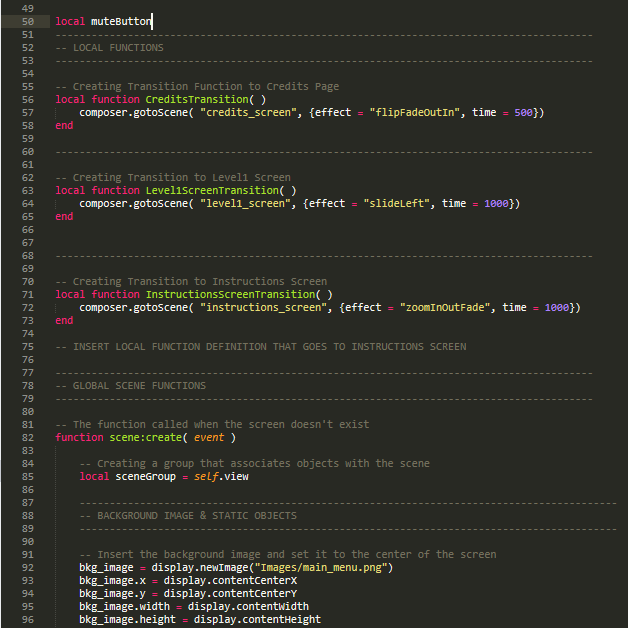 49
50 local muteButton
51 -----------------------------------------------------------------------------------------
52 -- LOCAL FUNCTIONS
53 -----------------------------------------------------------------------------------------
54
55 -- Creating Transition Function to Credits Page
56 local function CreditsTransition( )
57     composer.gotoScene( "credits_screen", {effect = "flipFadeOutIn", time = 500})
58 end
59
60 -----------------------------------------------------------------------------------------
61
62 -- Creating Transition to Level1 Screen
63 local function Level1ScreenTransition( )
64     composer.gotoScene( "level1_screen", {effect = "slideLeft", time = 1000})
65 end
66
67
68 -----------------------------------------------------------------------------------------
69
70 -- Creating Transition to Instructions Screen
71 local function InstructionsScreenTransition( )
72     composer.gotoScene( "instructions_screen", {effect = "zoomInOutFade", time = 1000})
73 end
74
75 -- INSERT LOCAL FUNCTION DEFINITION THAT GOES TO INSTRUCTIONS SCREEN
76
77 -----------------------------------------------------------------------------------------
78 -- GLOBAL SCENE FUNCTIONS
79 -----------------------------------------------------------------------------------------
80
81 -- The function called when the screen doesn't exist
82 function scene:create( event )
83
84     -- Creating a group that associates objects with the scene
85     local sceneGroup = self.view
86
87     -----------------------------------------------------------------------------------------
88     -- BACKGROUND IMAGE & STATIC OBJECTS
89     -----------------------------------------------------------------------------------------
90
91     -- Insert the background image and set it to the center of the screen
92     bkg_image = display.newImage("Images/main_menu.png")
93     bkg_image.x = display.contentCenterX
94     bkg_image.y = display.contentCenterY
95     bkg_image.width = display.contentWidth
96     bkg_image.height = display.contentHeight